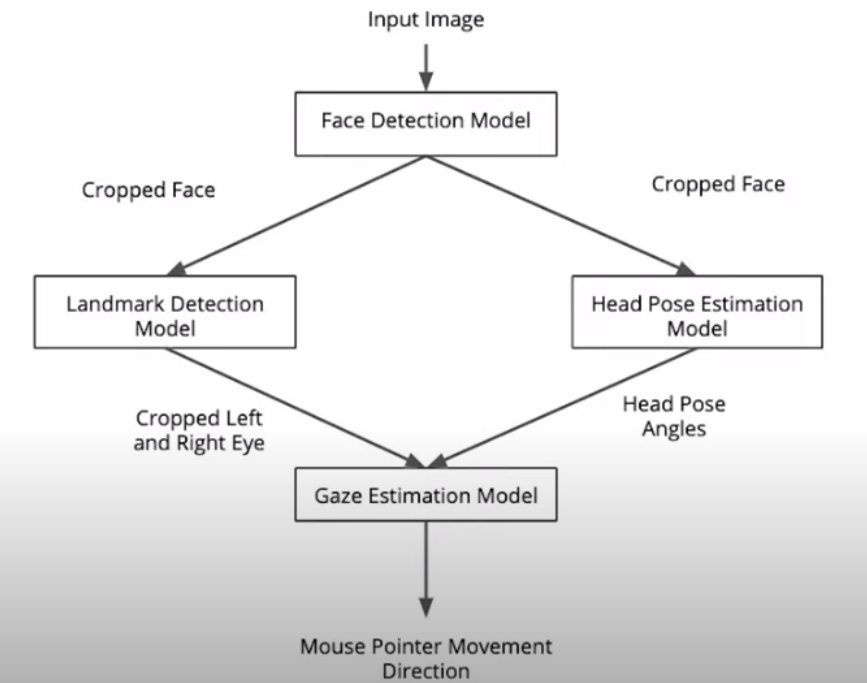 Input Image
Face Detection Model
Cropped Face
Cropped Face
Landmark Detection
Model
Head Pose Estimation
Model
Cropped Left
and Right Eye
Head Pose
Angles
Gaze Estimation Model
Mouse Pointer Movement
Direction